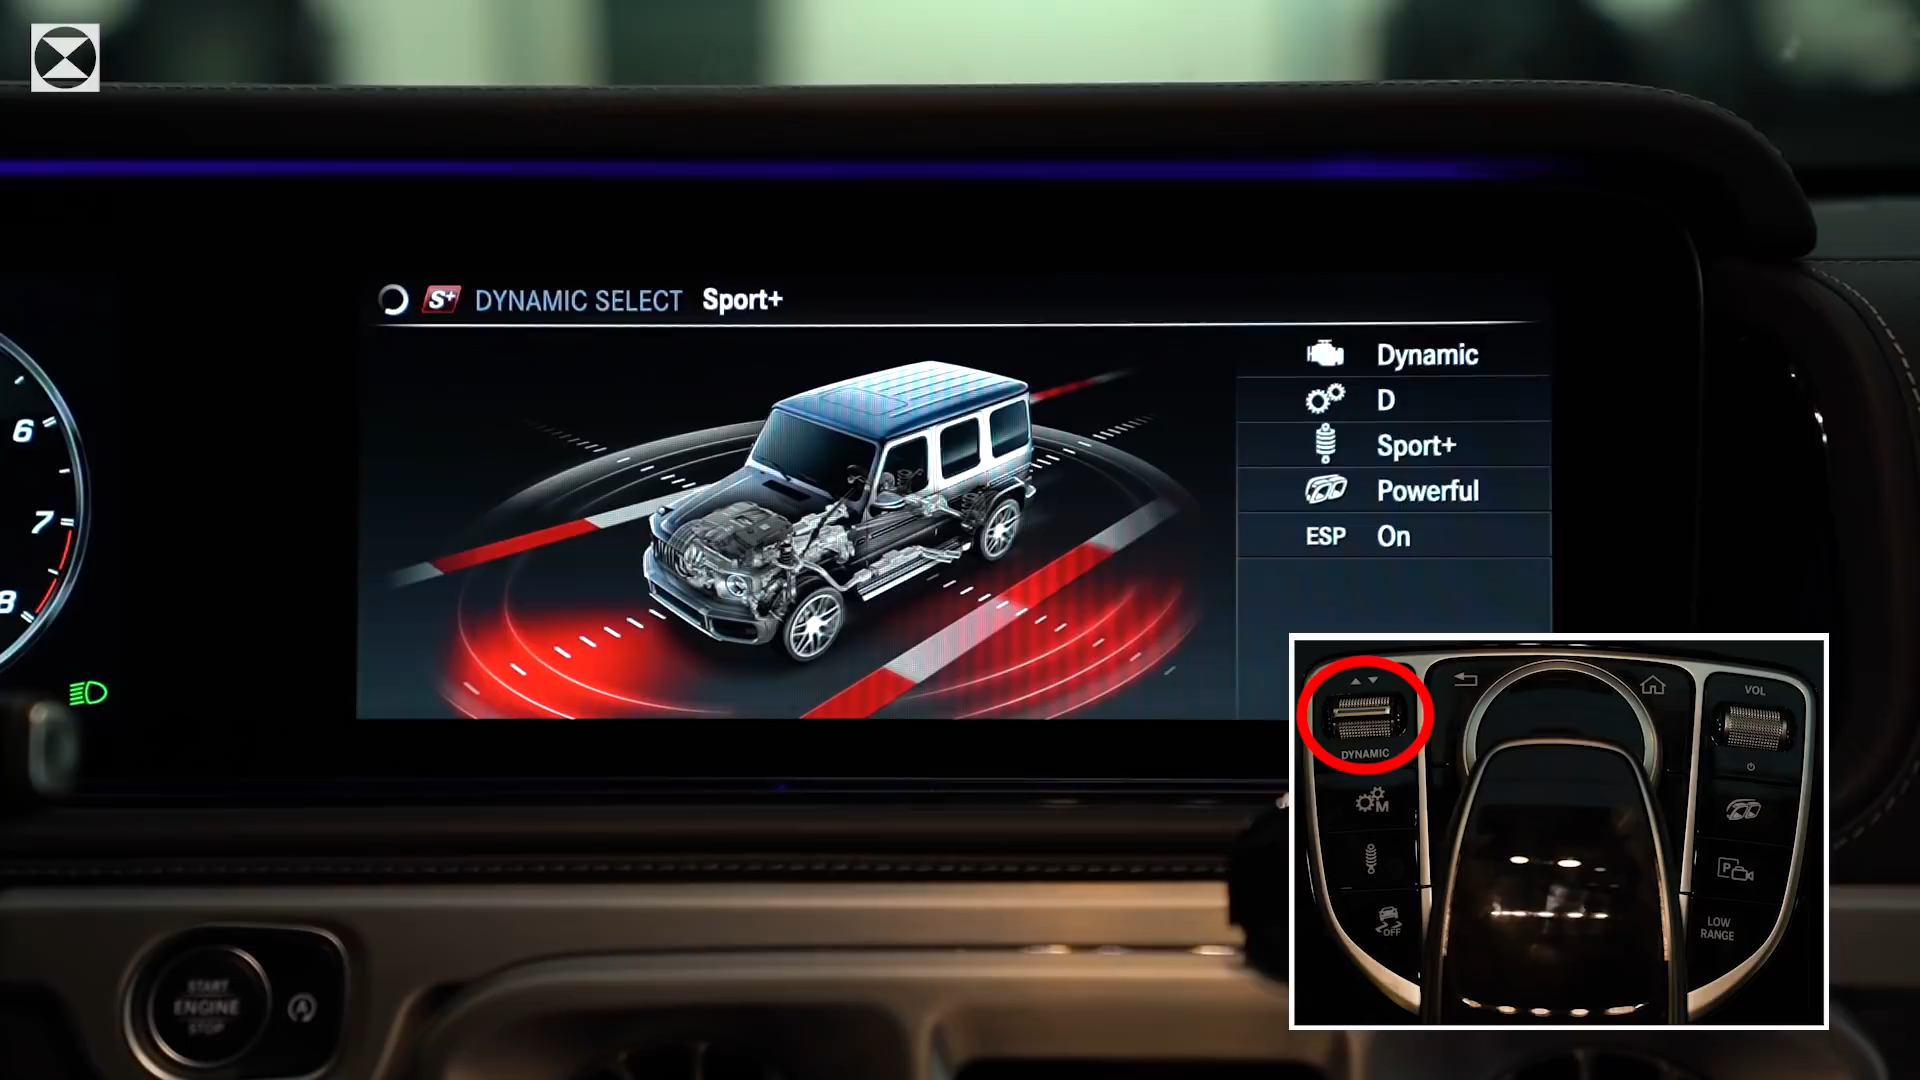 S+ DYNAMIC SELECT Sport+
Dynamic
D
Sport+
Powerful
ESP On
6
7
8
VOL
DYNAMIC
M
P
OFF
LOW
RANGE
START
ENGINE
STOP
A